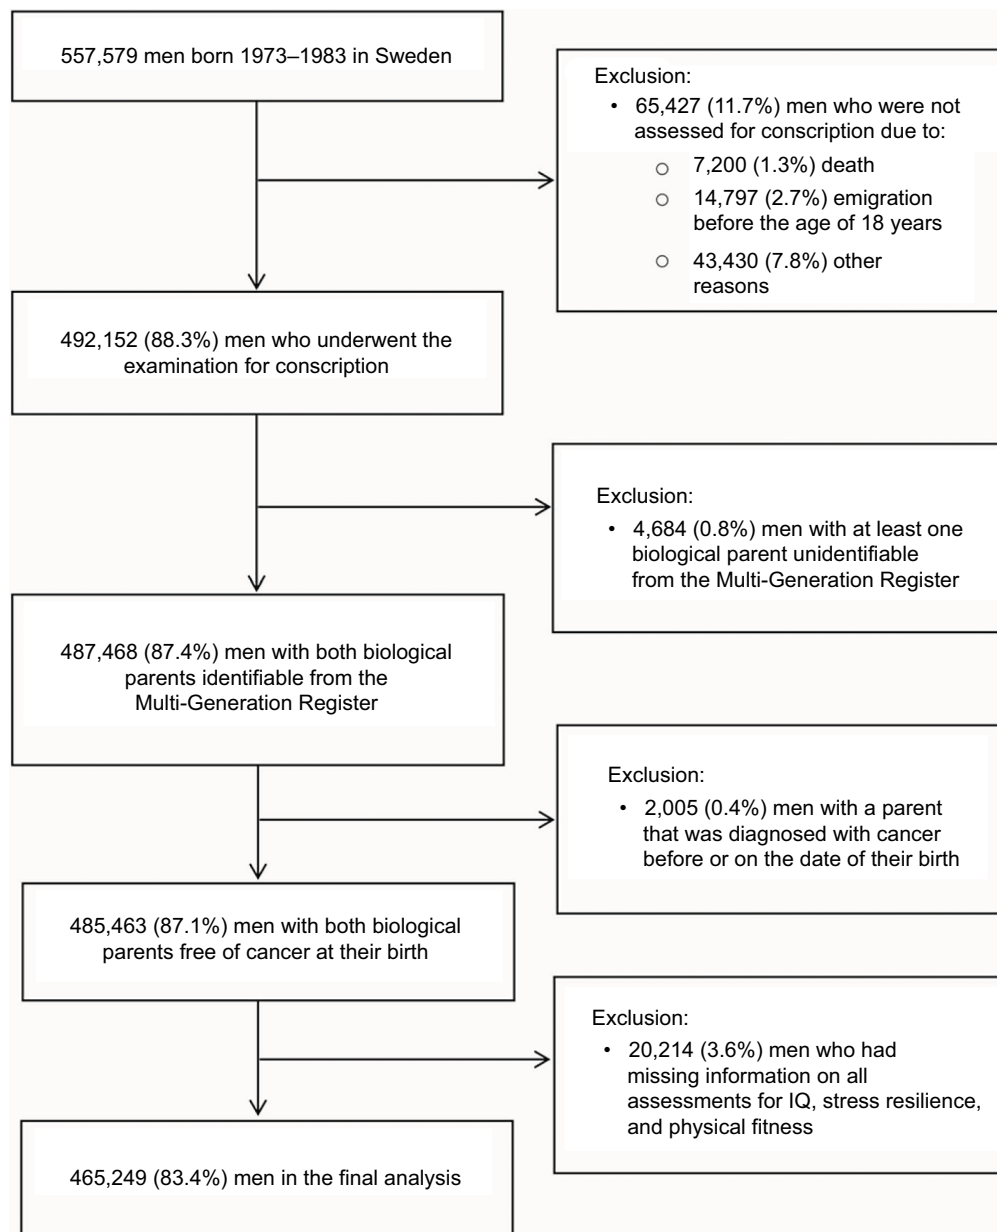 557,579 men born 1973–1983 in Sweden
Exclusion:
• 65,427 (11.7%) men who were not
assessed for conscription due to:
○ 7,200 (1.3%) death
○ 14,797 (2.7%) emigration
before the age of 18 years
○ 43,430 (7.8%) other
reasons
492,152 (88.3%) men who underwent the
examination for conscription
Exclusion:
• 4,684 (0.8%) men with at least one
biological parent unidentifiable
from the Multi-Generation Register
487,468 (87.4%) men with both biological
parents identifiable from the
Multi-Generation Register
Exclusion:
• 2,005 (0.4%) men with a parent
that was diagnosed with cancer
before or on the date of their birth
485,463 (87.1%) men with both biological
parents free of cancer at their birth
Exclusion:
• 20,214 (3.6%) men who had
missing information on all
assessments for IQ, stress resilience,
and physical fitness
465,249 (83.4%) men in the final analysis